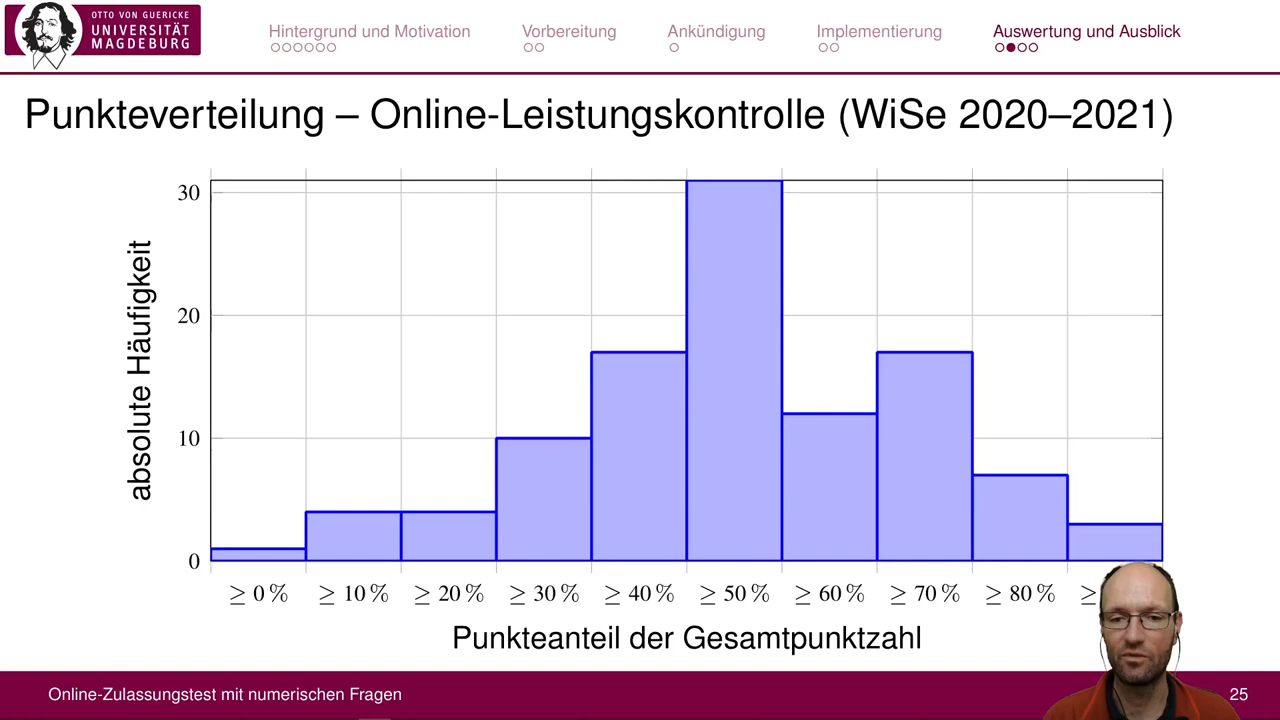 OTTO VON GUERICKE
UNIVERSITÄT
MAGDEBURG
Hintergrund und Motivation
Vorbereitung
Ankündigung
Implementierung
Auswertung und Ausblick
Punkteverteilung – Online-Leistungskontrolle (WiSe 2020–2021)
absolute Häufigkeit
30
20
10
0
≥ 0 % ≥ 10 % ≥ 20 % ≥ 30 % ≥ 40 % ≥ 50 % ≥ 60 % ≥ 70 % ≥ 80 % ≥
Punkteanteil der Gesamtpunktzahl
Online-Zulassungstest mit numerischen Fragen
25